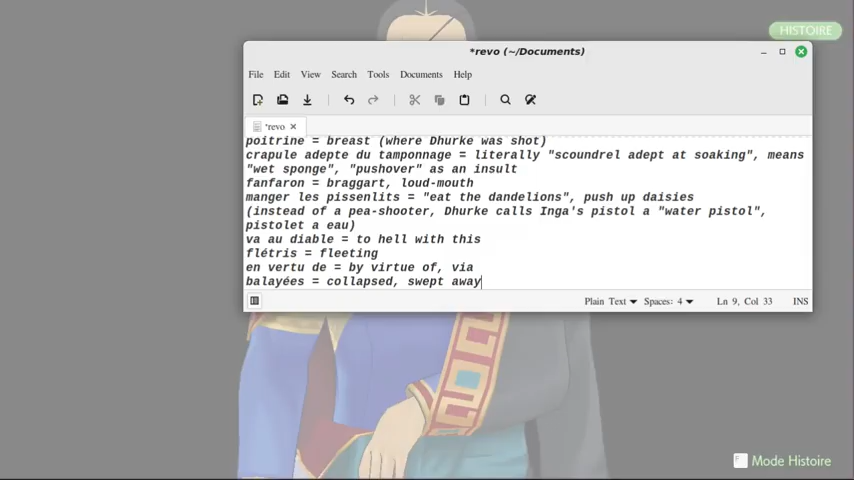 HISTOIRE
*revo (~/Documents)
File Edit View Search Tools Documents Help
*revo
poitrine = breast (where Dhurke was shot)
crapule adepte du tamponnage = literally "scoundrel adept at soaking", means
"wet sponge", "pushover" as an insult
fanfaron = braggart, loud-mouth
manger les pissenlits = "eat the dandelions", push up daisies
(instead of a pea-shooter, Dhurke calls Inga's pistol a "water pistol",
pistolet a eau)
va au diable = to hell with this
flétris = fleeting
en vertu de = by virtue of, via
balayées = collapsed, swept away
Plain Text Spaces: 4 Ln 9, Col 33 INS
Mode Histoire